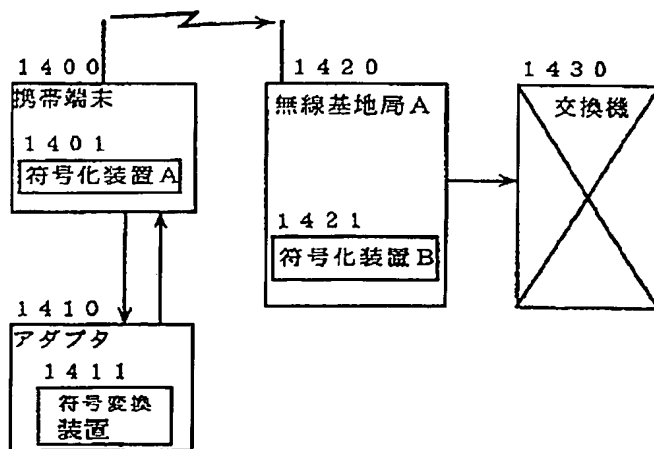 1400
携帯端末
1401
符号化装置A
1410
アダプタ
1411
符号変換
装置
1420
無線基地局A
1421
符号化装置B
1430
交換機